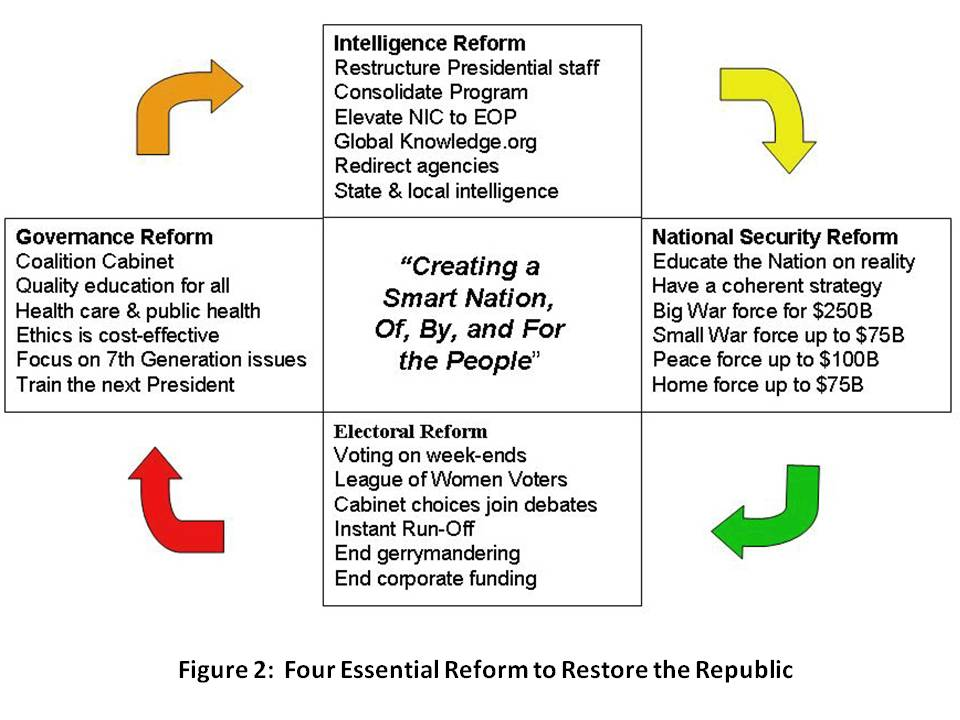 Intelligence Reform
Restructure Presidential staff
Consolidate Program
Elevate NIC to EOP
Global Knowledge.org
Redirect agencies
State & local intelligence
Governance Reform
Coalition Cabinet
Quality education for all
Health care & public health
Ethics is cost-effective
Focus on 7th Generation issues
Train the next President
“Creating a
Smart Nation,
Of, By, and For
the People”
National Security Reform
Educate the Nation on reality
Have a coherent strategy
Big War force for $250B
Small War force up to $75B
Peace force up to $100B
Home force up to $75B
Electoral Reform
Voting on week-ends
League of Women Voters
Cabinet choices join debates
Instant Run-Off
End gerrymandering
End corporate funding
Figure 2:  Four Essential Reform to Restore the Republic